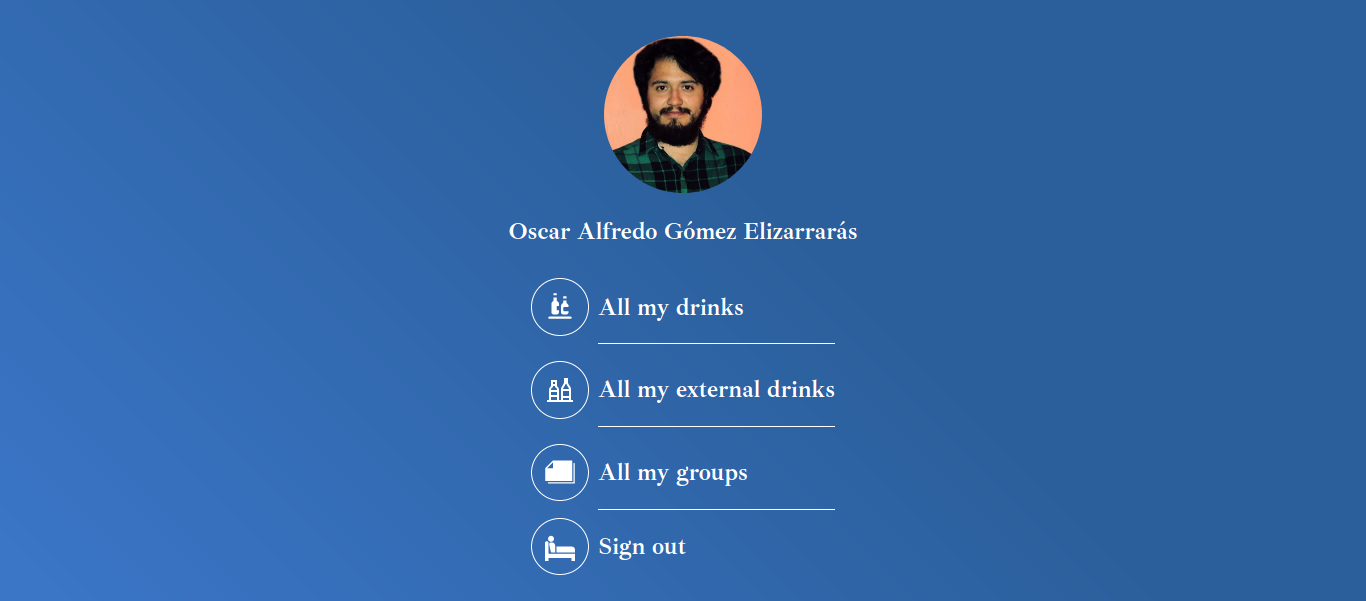 Oscar Alfredo Gómez Elizarrarás
All my drinks
All my external drinks
All my groups
Sign out